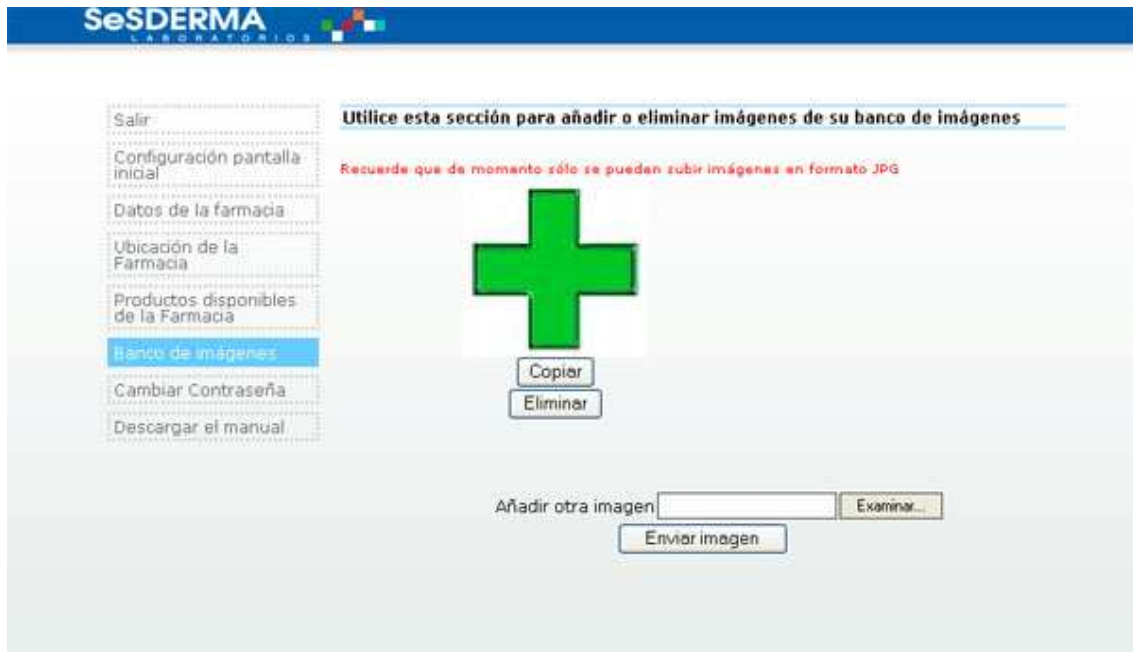 SeSDERMA
LABORATORIOS
Salir
Configuración pantalla
inicial
Datos de la farmacia
Ubicación de la
Farmacia
Productos disponibles
de la Farmacia
Banco de imágenes
Cambiar Contraseña
Descargar el manual
Utilice esta sección para añadir o eliminar imágenes de su banco de imágenes
Recuerde que de momento sólo se pueden subir imágenes en formato JPG
Copiar
Eliminar
Añadir otra imagen
Examinar...
Enviar imagen